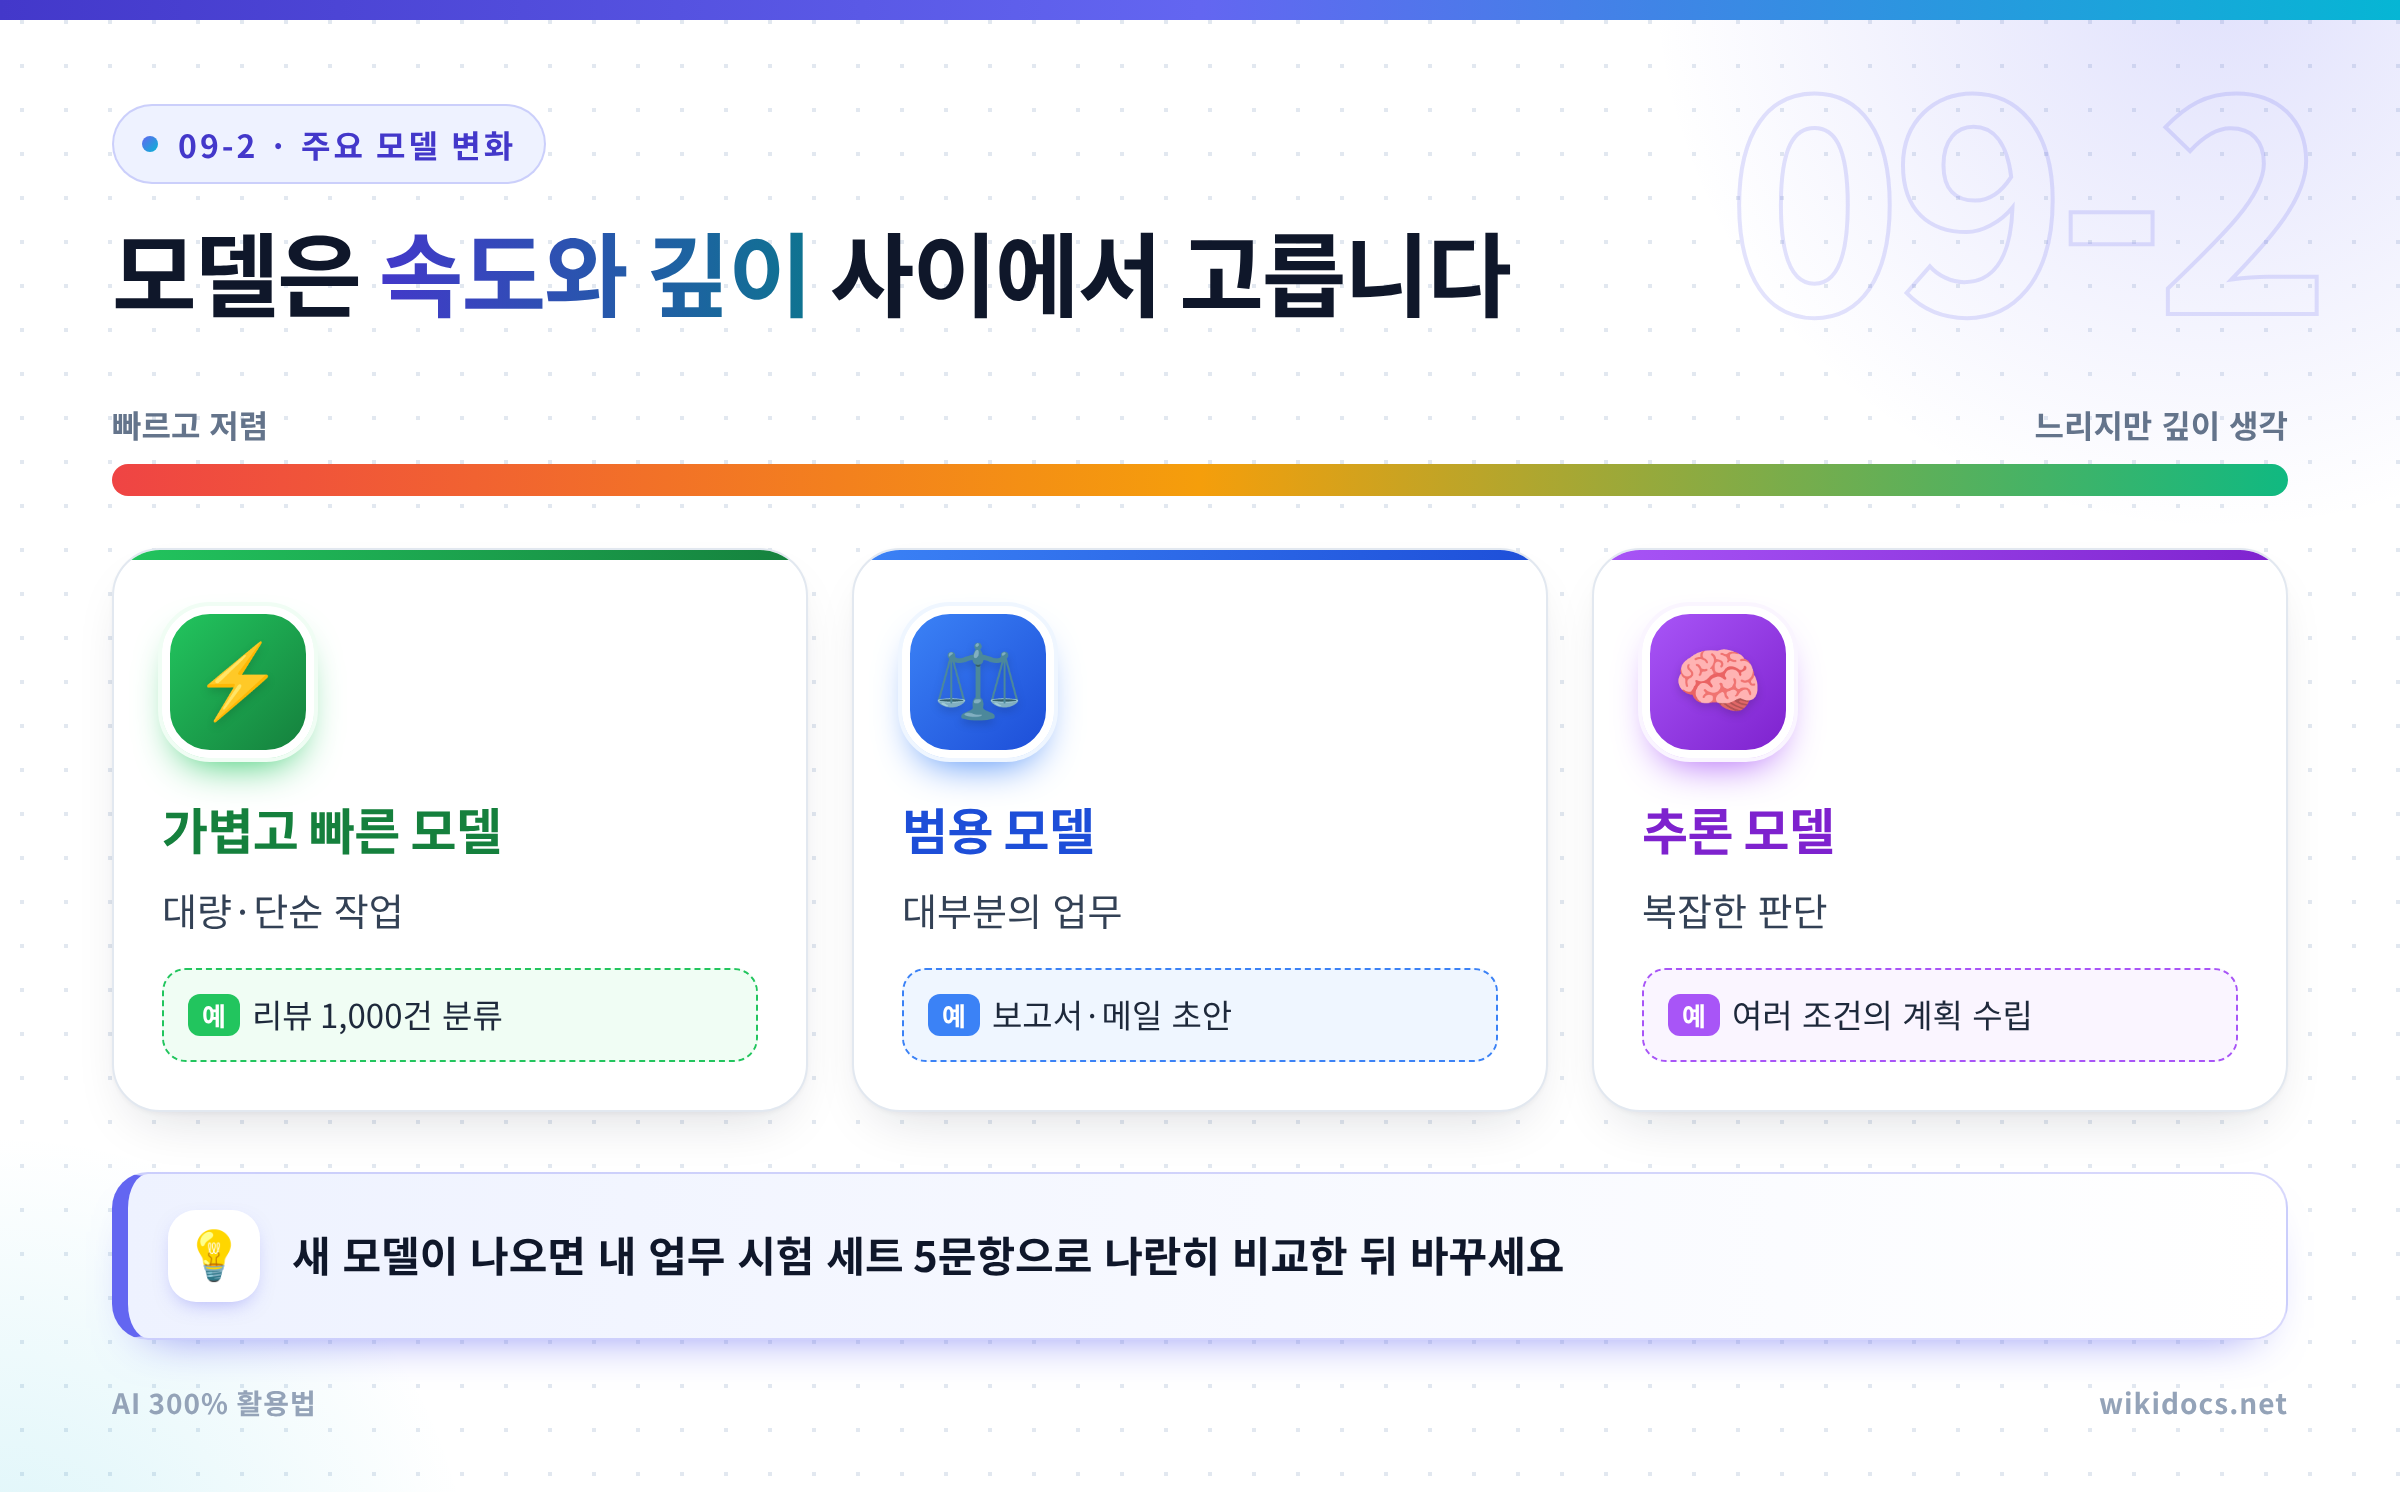 09-2 · 주요 모델 변화
09-2
모델은 속도와 깊이 사이에서 고릅니다
빠르고 저렴
느리지만 깊이 생각
가볍고 빠른 모델
대량·단순 작업
예 리뷰 1,000건 분류
범용 모델
대부분의 업무
예 보고서·메일 초안
추론 모델
복잡한 판단
예 여러 조건의 계획 수립
새 모델이 나오면 내 업무 시험 세트 5문항으로 나란히 비교한 뒤 바꾸세요
AI 300% 활용법
wikidocs.net